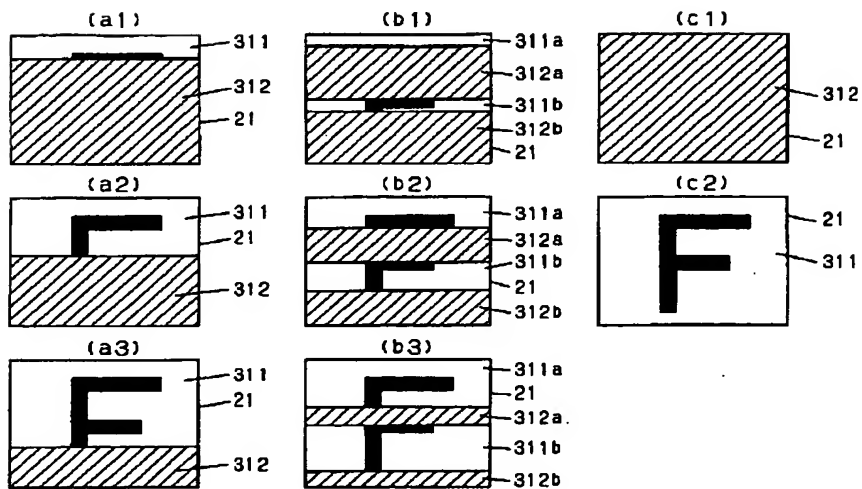 (a1) (b1) (c1)
311 311a
312 312a 312
21 311b 21
312b
21
(a2) (b2) (c2)
311 311a 21
21 312a F 311
312 311b
21
312b
(a3) (b3)
311 311a
21 21
312 312a
311b
312b